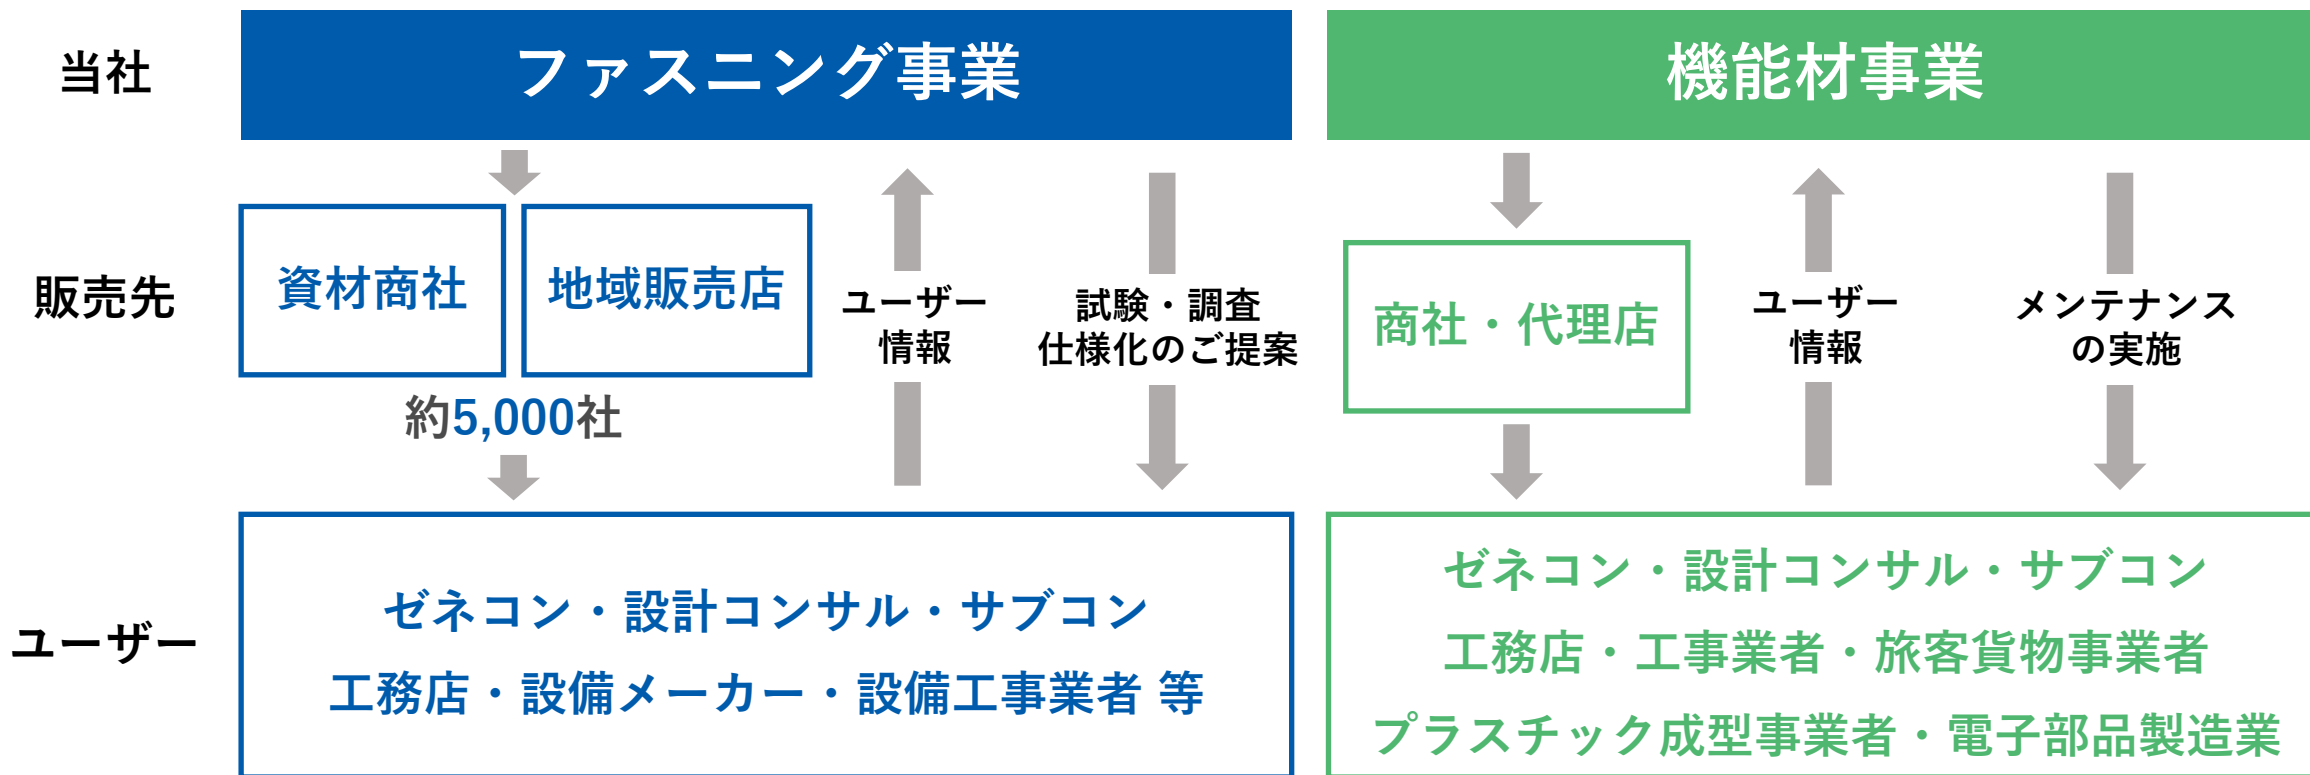 当社
ファスニング事業
機能材事業
販売先
資材商社
地域販売店
約5,000社
ユーザー
情報
試験・調査
仕様化のご提案
商社・代理店
ユーザー
情報
メンテナンス
の実施
ユーザー
ゼネコン・設計コンサル・サブコン
工務店・設備メーカー・設備工事業者 等
ゼネコン・設計コンサル・サブコン
工務店・工事業者・旅客貨物事業者
プラスチック成型事業者・電子部品製造業